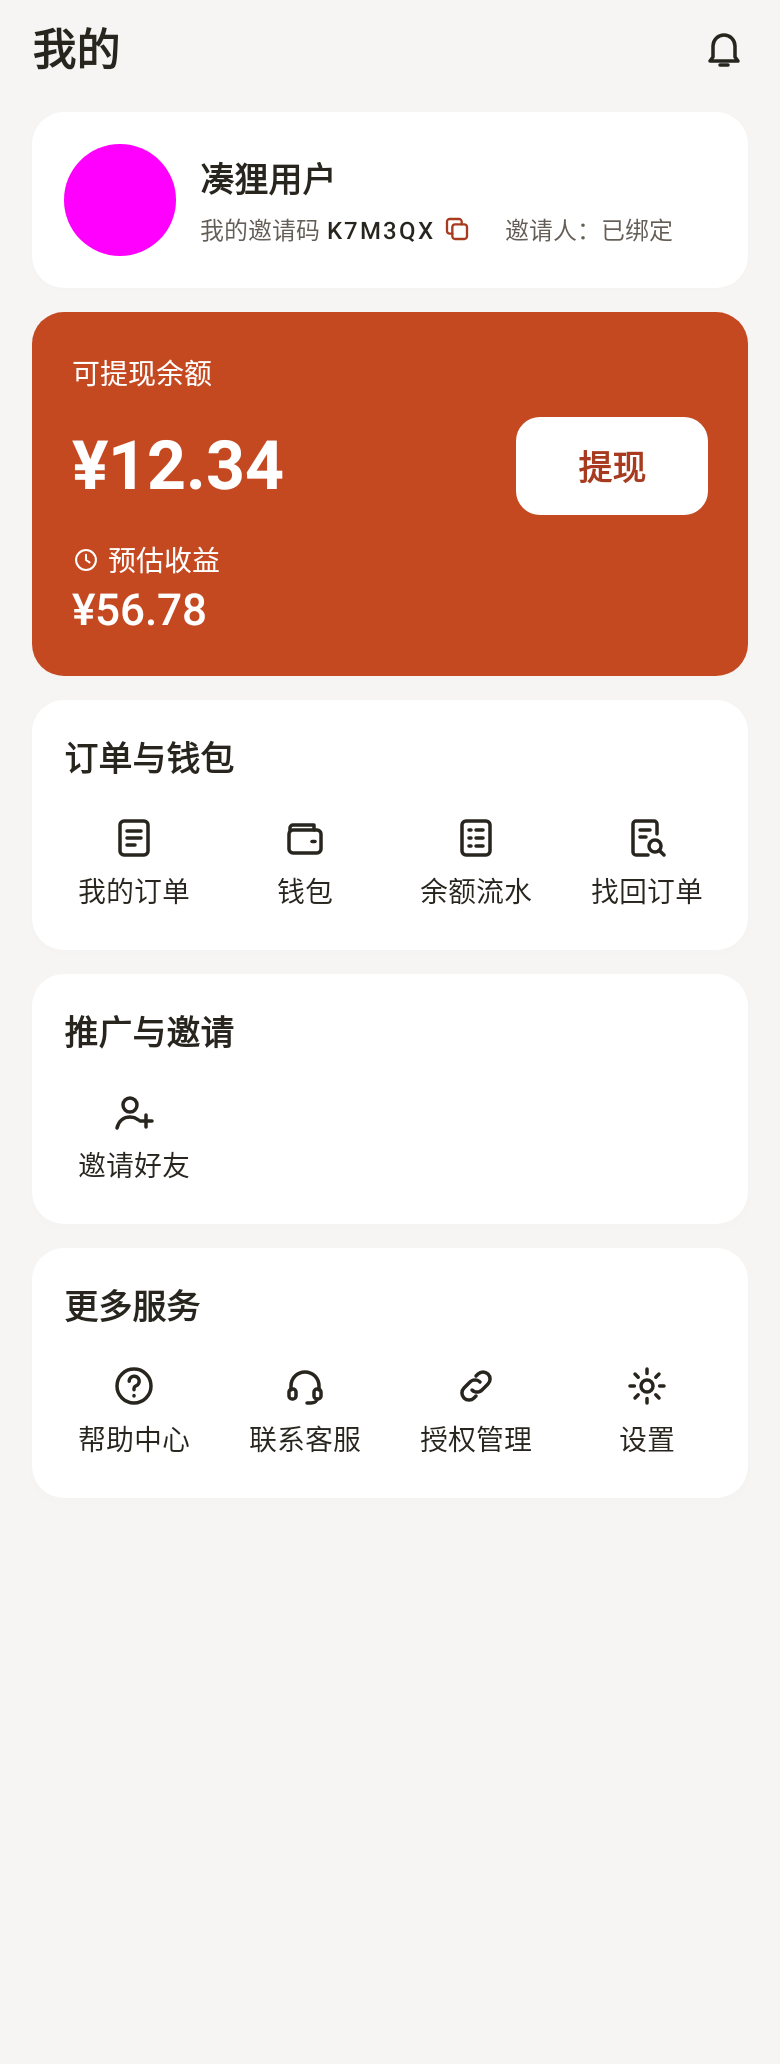 我的
凑狸用户
我的邀请码 K7M3QX 邀请人：已绑定
可提现余额
¥12.34
提现
预估收益
¥56.78
订单与钱包
我的订单 钱包 余额流水 找回订单
推广与邀请
邀请好友
更多服务
帮助中心 联系客服 授权管理 设置